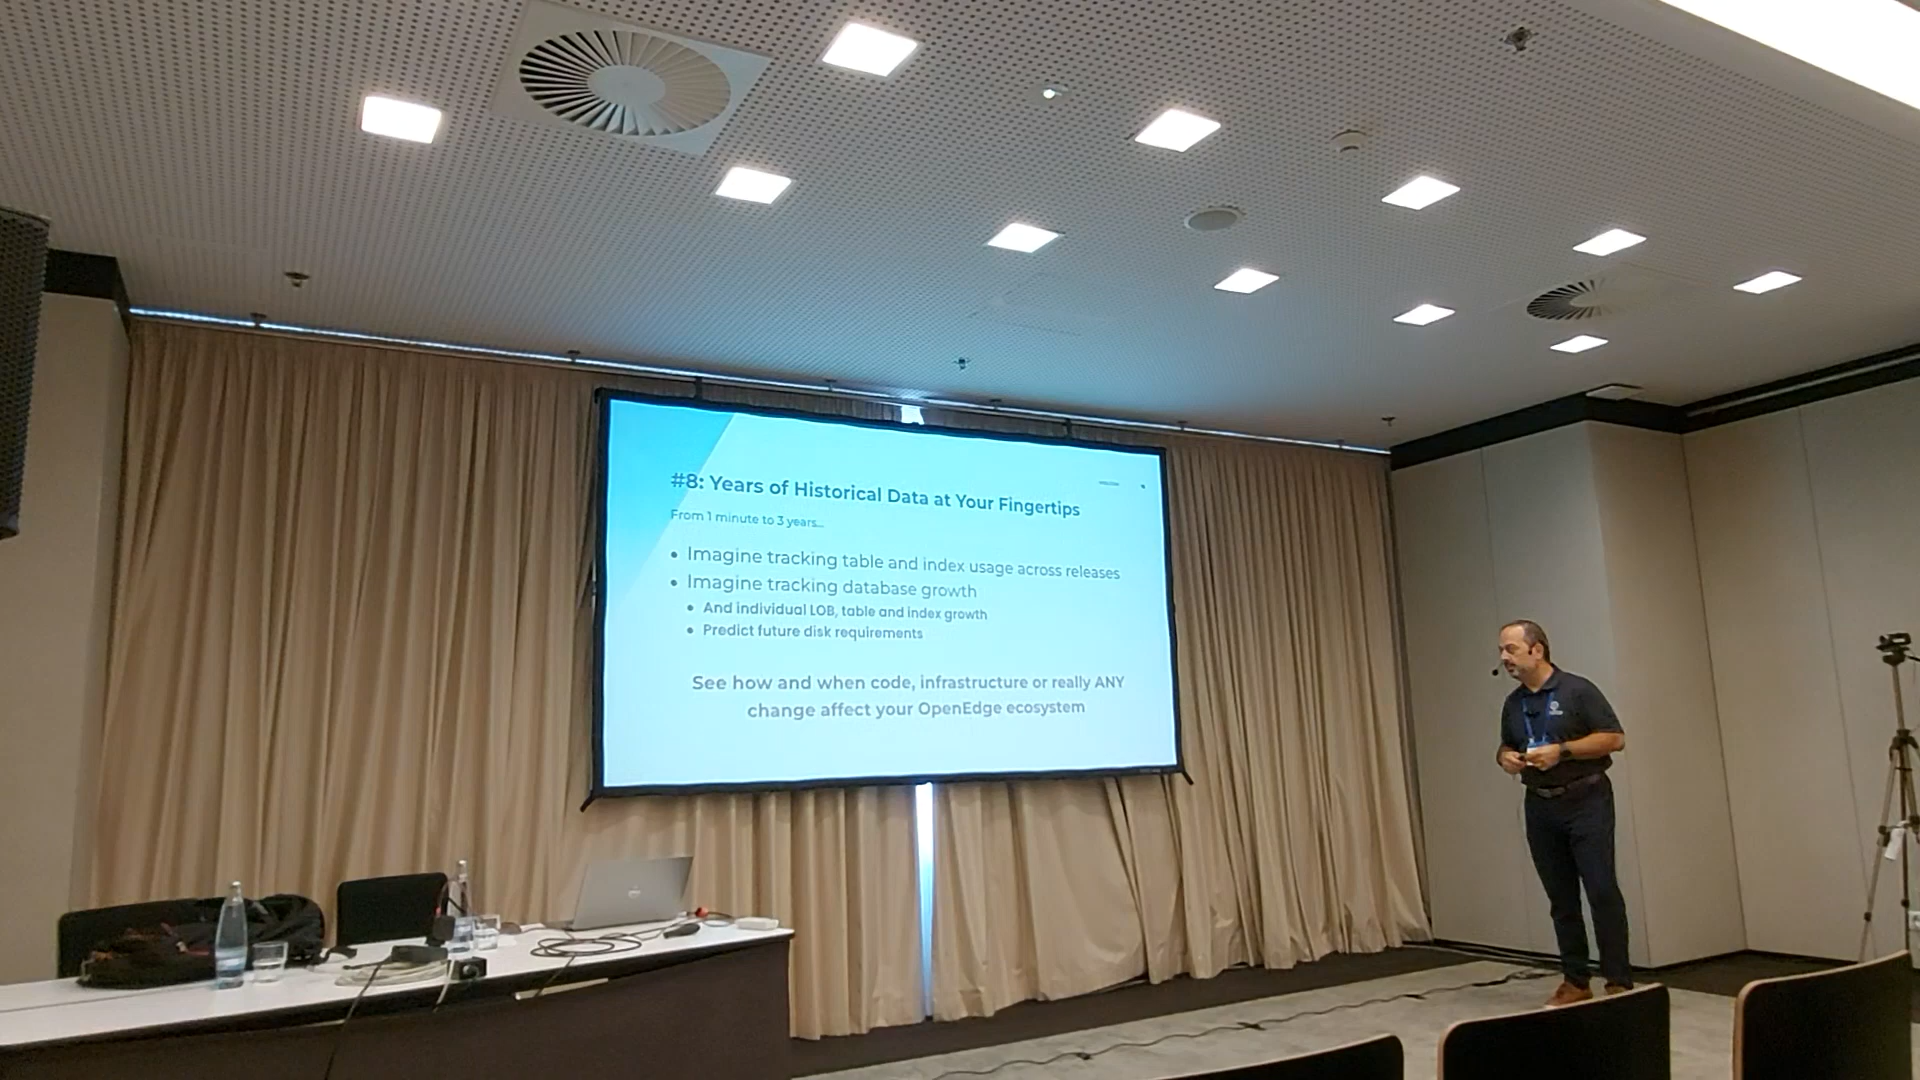 #8: Years of Historical Data at Your Fingertips
From 1 minute to 3 years...
• Imagine tracking table and index usage across releases
• Imagine tracking database growth
• And individual LOB, table and index growth
• Predict future disk requirements
See how and when code, infrastructure or really ANY
change affect your OpenEdge ecosystem